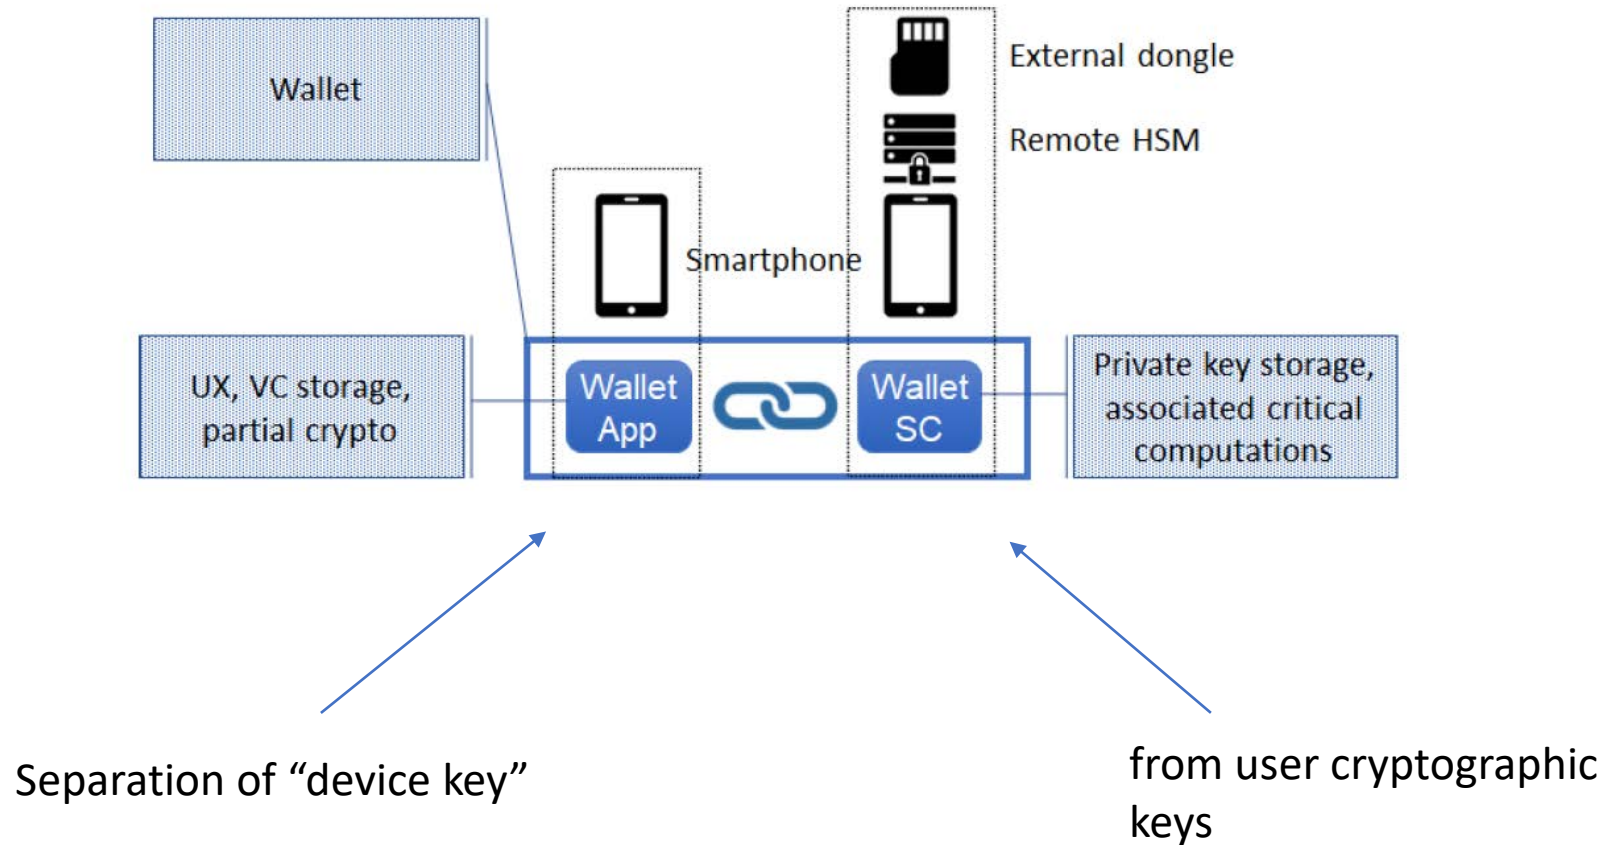 Wallet
External dongle
Remote HSM
Smartphone
UX, VC storage,
partial crypto
Wallet
App
Wallet
SC
Private key storage,
associated critical
computations
Separation of “device key”
from user cryptographic
keys